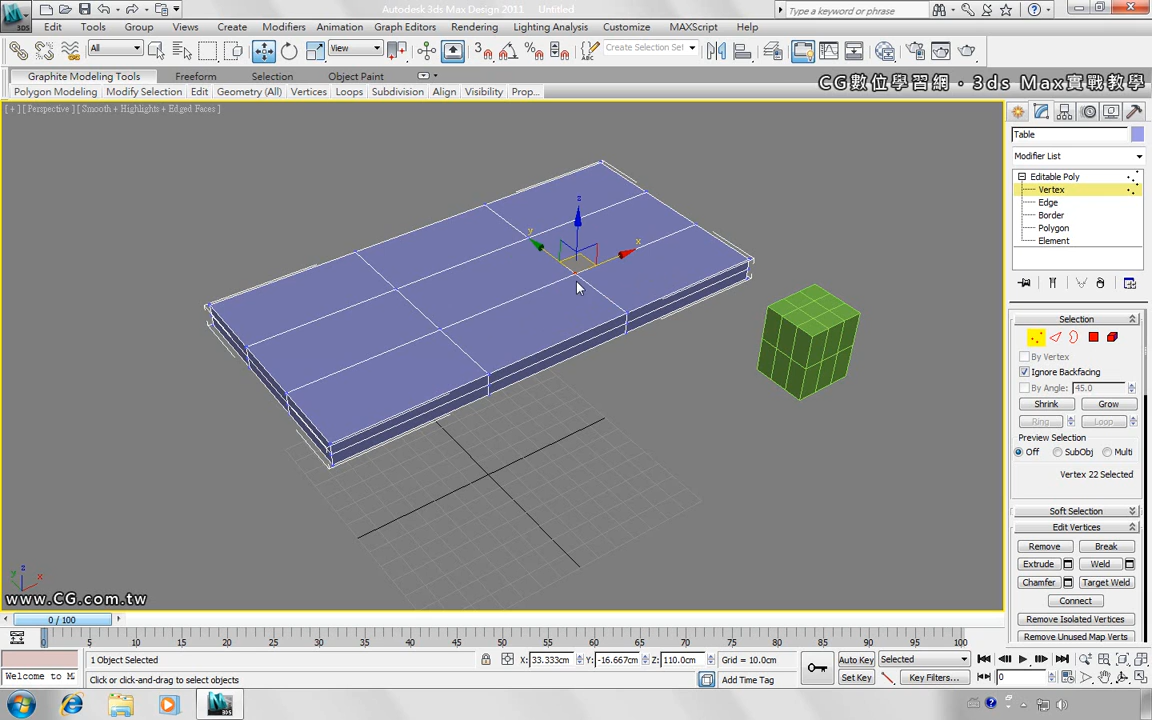 Autodesk 3ds Max Design 2011 Untitled
Type a keyword or phrase
Edit Tools Group Views Create Modifiers Animation Graph Editors Rendering Lighting Analysis Customize MAXScript Help
All View Create Selection Se
Graphite Modeling Tools Freeform Selection Object Paint
CG數位學習網・3ds Max實戰教學
Polygon Modeling Modify Selection Edit Geometry (All) Vertices Loops Subdivision Align Visibility Prop...
[ + ] [ Perspective ] [ Smooth + Highlights + Edged Faces ]
Table
Modifier List
Editable Poly
Vertex
Edge
Border
Polygon
Element
z
y
x
Selection
By Vertex
Ignore Backfacing
By Angle: 45.0
Shrink Grow
Ring Loop
Preview Selection
Off SubObj Multi
Vertex 22 Selected
Soft Selection
Edit Vertices
Remove Break
Extrude Weld
Chamfer Target Weld
Connect
Remove Isolated Vertices
Remove Unused Map Verts
z
y x
www.CG.com.tw
0 / 100
0 5 10 15 20 25 30 35 40 45 50 55 60 65 70 75 80 85 90 95 100
1 Object Selected X: 33.333cm Y: -16.667cm Z: 110.0cm Grid = 10.0cm Auto Key Selected
Welcome to M Click or click-and-drag to select objects Add Time Tag Set Key Key Filters... 0